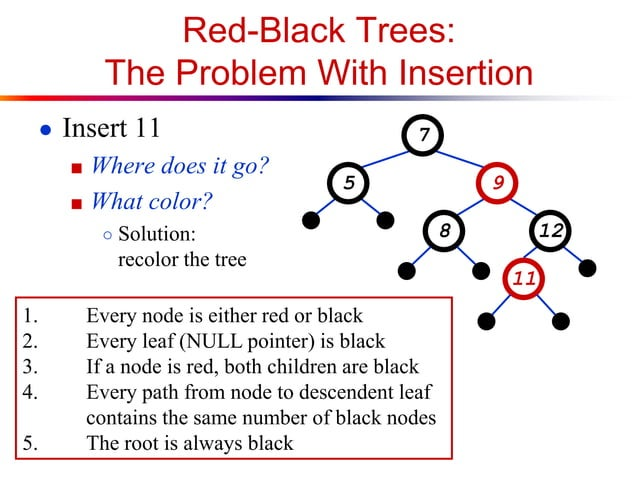 Red-Black Trees:
The Problem With Insertion
● Insert 11
■ Where does it go?
■ What color?
○ Solution:
recolor the tree
7
5
9
8
12
11
1. Every node is either red or black
2. Every leaf (NULL pointer) is black
3. If a node is red, both children are black
4. Every path from node to descendent leaf
contains the same number of black nodes
5. The root is always black